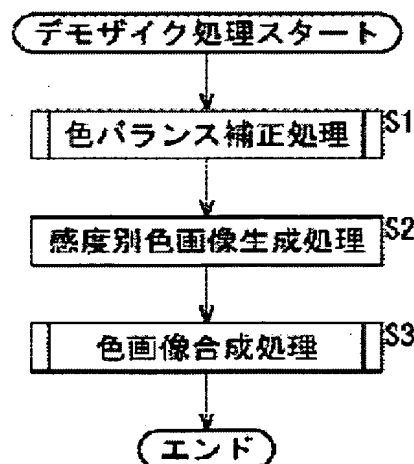 デモザイク処理スタート
色バランス補正処理 S1
感度別色画像生成処理 S2
色画像合成処理 S3
エンド